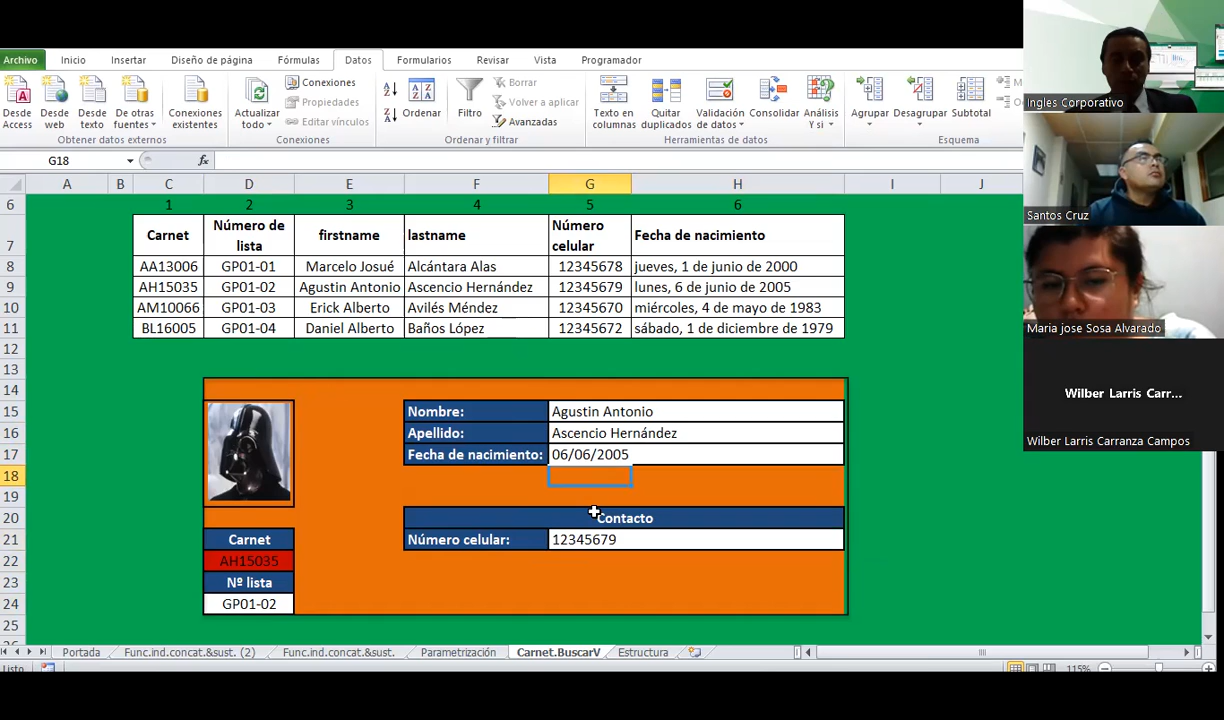 Archivo Inicio Insertar Diseño de página Fórmulas Datos Formularios Revisar Vista Programador
Desde Access
Desde web
Desde texto
De otras fuentes
Conexiones existentes
Obtener datos externos
Actualizar todo
Conexiones
Propiedades
Editar vínculos
Conexiones
Ordenar
Filtro
Borrar
Volver a aplicar
Avanzadas
Ordenar y filtrar
Texto en columnas
Quitar duplicados
Validación de datos
Consolidar
Análisis Y si
Herramientas de datos
Agrupar
Desagrupar
Subtotal
Esquema
G18 fx
A B C D E F G H I J
6 1 2 3 4 5 6
7 Carnet Número de lista firstname lastname Número celular Fecha de nacimiento
8 AA13006 GP01-01 Marcelo Josué Alcántara Alas 12345678 jueves, 1 de junio de 2000
9 AH15035 GP01-02 Agustin Antonio Ascencio Hernández 12345679 lunes, 6 de junio de 2005
10 AM10066 GP01-03 Erick Alberto Avilés Méndez 12345670 miércoles, 4 de mayo de 1983
11 BL16005 GP01-04 Daniel Alberto Baños López 12345672 sábado, 1 de diciembre de 1979
12
13
14
15 Nombre: Agustin Antonio
16 Apellido: Ascencio Hernández
17 Fecha de nacimiento: 06/06/2005
18
19
20 Contacto
21 Carnet Número celular: 12345679
22 AH15035
23 Nº lista
24 GP01-02
25
Portada Func.ind.concat.&sust. (2) Func.ind.concat.&sust. Parametrización Carnet.BuscarV Estructura
Listo 115%
Ingles Corporativo
Santos Cruz
Maria jose Sosa Alvarado
Wilber Larris Carr...
Wilber Larris Carranza Campos